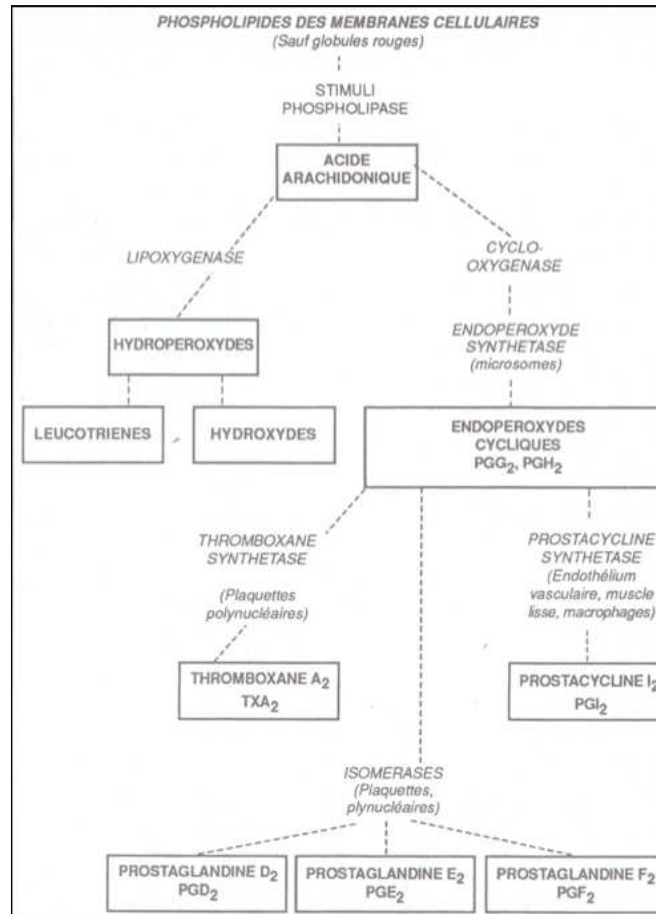 PHOSPHOLIPIDES DES MEMBRANES CELLULAIRES
(Sauf globules rouges)
STIMULI
PHOSPHOLIPASE
ACIDE
ARACHIDONIQUE
LIPOXYGENASE
CYCLO-
OXYGENASE
HYDROPEROXYDES
ENDOPEROXYDE
SYNTHETASE
(microsomes)
LEUCOTRIENES
HYDROXYDES
ENDOPEROXYDES
CYCLIQUES
PGG2, PGH2
THROMBOXANE
SYNTHETASE
(Plaquettes
polynucléaires)
PROSTACYCLINE
SYNTHETASE
(Endothélium
vasculaire, muscle
lisse, macrophages)
THROMBOXANE A2
TXA2
PROSTACYCLINE I2
PGI2
ISOMERASES
(Plaquettes,
plynucléaires)
PROSTAGLANDINE D2
PGD2
PROSTAGLANDINE E2
PGE2
PROSTAGLANDINE F2
PGF2